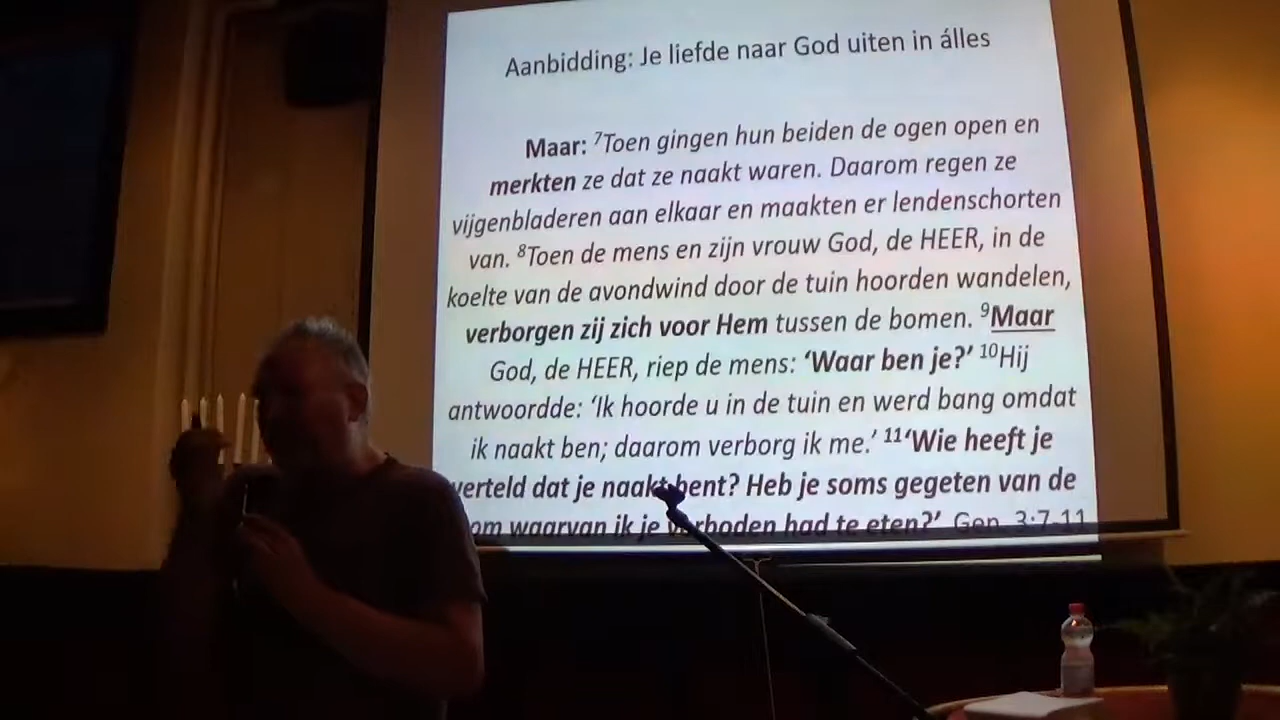 Aanbidding: Je liefde naar God uiten in álles
Maar: ⁷Toen gingen hun beiden de ogen open en
merkten ze dat ze naakt waren. Daarom regen ze
vijgenbladeren aan elkaar en maakten er lendenschorten
van. ⁸Toen de mens en zijn vrouw God, de HEER, in de
koelte van de avondwind door de tuin hoorden wandelen,
verborgen zij zich voor Hem tussen de bomen. ⁹Maar
God, de HEER, riep de mens: ‘Waar ben je?’ ¹⁰Hij
antwoordde: ‘Ik hoorde u in de tuin en werd bang omdat
ik naakt ben; daarom verborg ik me.’ ¹¹‘Wie heeft je
verteld dat je naakt bent? Heb je soms gegeten van de
om waarvan ik je verboden had te eten?’ Gen. 3:7-11